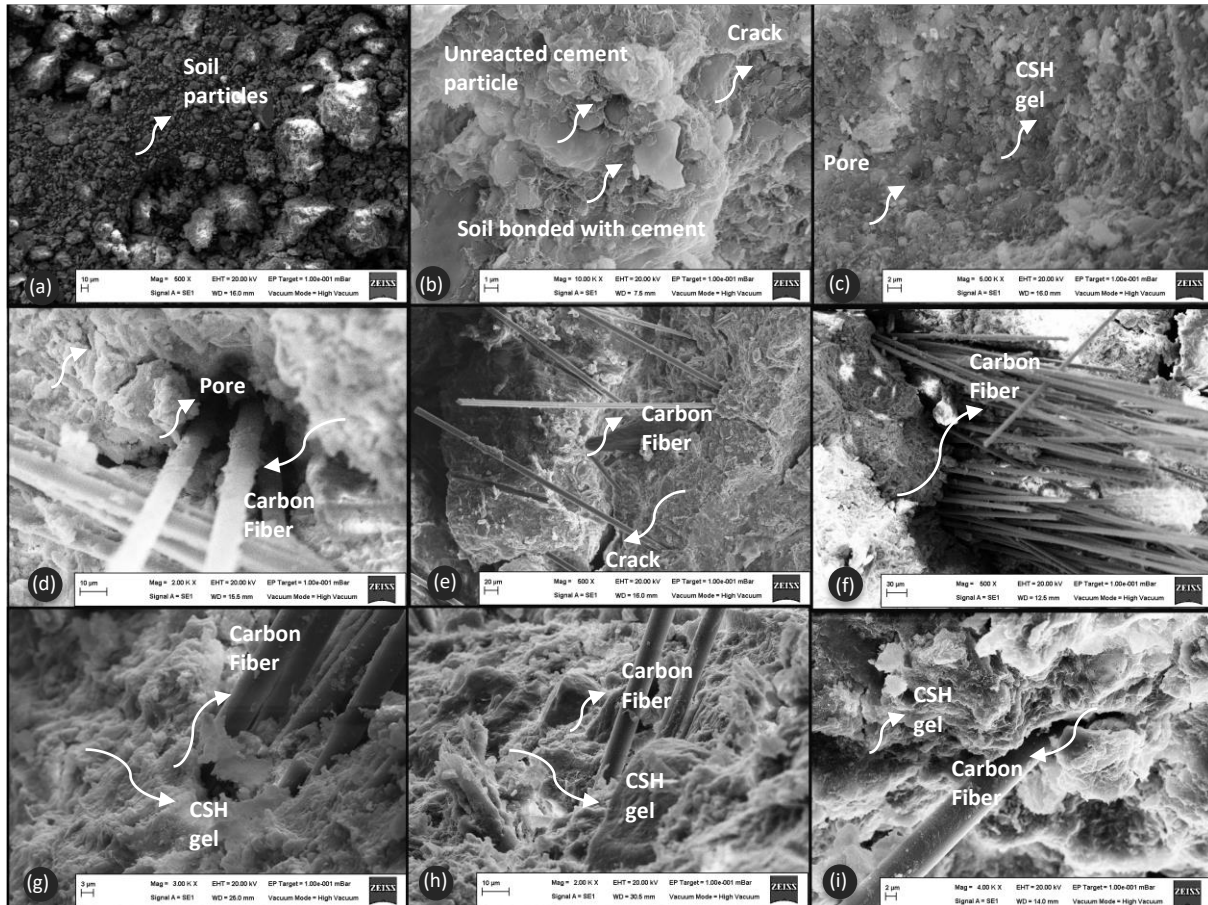 Soil
particles
(a)
10 µm
Mag = 500 X EHT = 20.00 kV EP Target = 1.00e-001 mBar
Signal A = SE1 WD = 16.0 mm Vacuum Mode = High Vacuum
ZEISS
Unreacted cement
particle
Crack
Soil bonded with cement
(b)
1 µm
Mag = 10.00 K X EHT = 20.00 kV EP Target = 1.00e-001 mBar
Signal A = SE1 WD = 7.5 mm Vacuum Mode = High Vacuum
ZEISS
CSH
gel
Pore
(c)
2 µm
Mag = 5.00 K X EHT = 20.00 kV EP Target = 1.00e-001 mBar
Signal A = SE1 WD = 16.0 mm Vacuum Mode = High Vacuum
ZEISS
Pore
Carbon
Fiber
(d)
10 µm
Mag = 2.00 K X EHT = 20.00 kV EP Target = 1.00e-001 mBar
Signal A = SE1 WD = 15.5 mm Vacuum Mode = High Vacuum
ZEISS
Carbon
Fiber
Crack
(e)
20 µm
Mag = 500 X EHT = 20.00 kV EP Target = 1.00e-001 mBar
Signal A = SE1 WD = 16.0 mm Vacuum Mode = High Vacuum
ZEISS
Carbon
Fiber
(f)
30 µm
Mag = 500 X EHT = 20.00 kV EP Target = 1.00e-001 mBar
Signal A = SE1 WD = 12.5 mm Vacuum Mode = High Vacuum
ZEISS
Carbon
Fiber
CSH
gel
(g)
3 µm
Mag = 3.00 K X EHT = 20.00 kV EP Target = 1.00e-001 mBar
Signal A = SE1 WD = 26.0 mm Vacuum Mode = High Vacuum
ZEISS
Carbon
Fiber
CSH
gel
(h)
10 µm
Mag = 2.00 K X EHT = 20.00 kV EP Target = 1.00e-001 mBar
Signal A = SE1 WD = 30.5 mm Vacuum Mode = High Vacuum
ZEISS
CSH
gel
Carbon
Fiber
(i)
2 µm
Mag = 4.00 K X EHT = 20.00 kV EP Target = 1.00e-001 mBar
Signal A = SE1 WD = 14.0 mm Vacuum Mode = High Vacuum
ZEISS